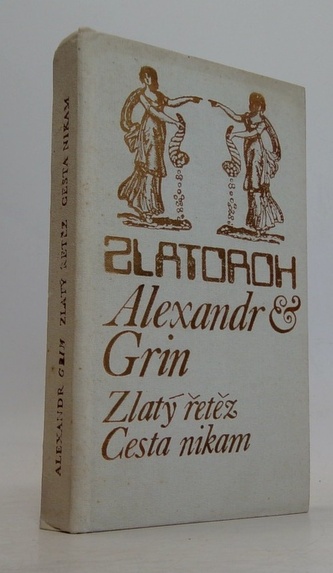 ZLATOROH
Alexandr &
Grin
Zlatý řetěz
Cesta nikam
ALEXANDR GRIN ZLATÝ ŘETĚZ CESTA NIKAM